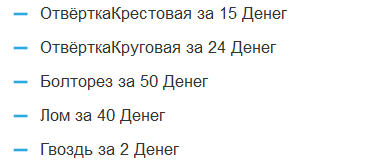 ОтвёрткаКрестовая за 15 Денег
ОтвёрткаКруговая за 24 Денег
Болторез за 50 Денег
Лом за 40 Денег
Гвоздь за 2 Денег